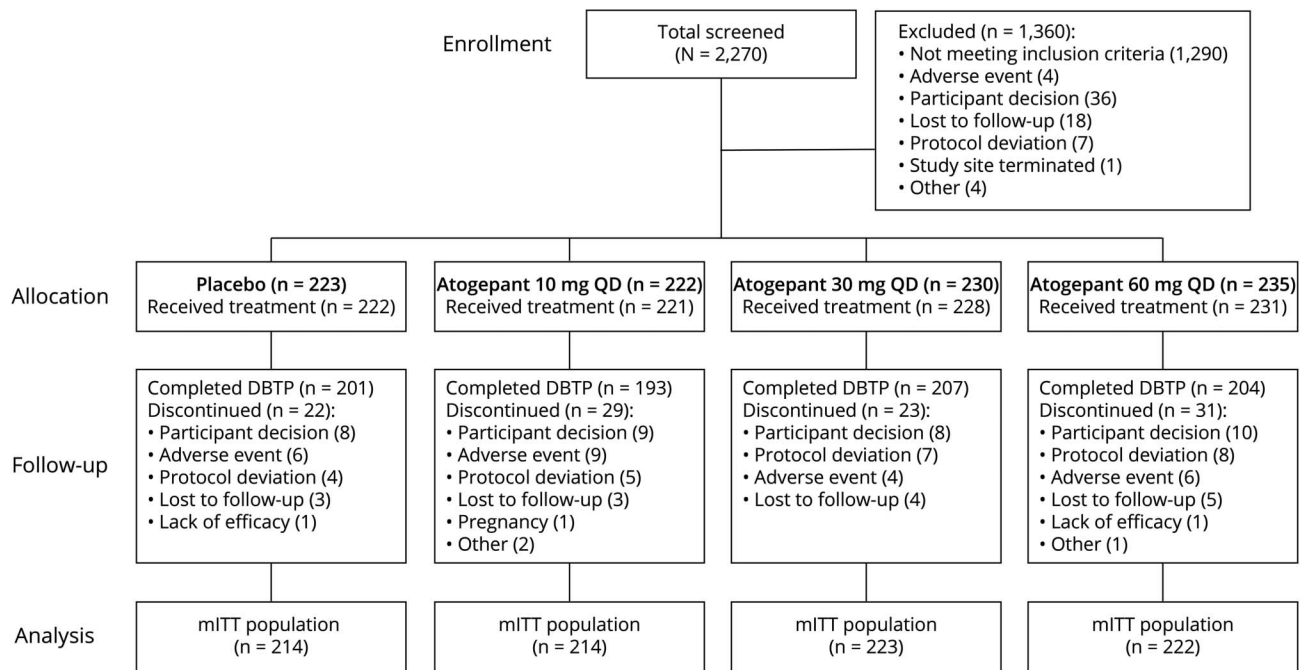 Enrollment
Total screened
(N = 2,270)
Excluded (n = 1,360):
• Not meeting inclusion criteria (1,290)
• Adverse event (4)
• Participant decision (36)
• Lost to follow-up (18)
• Protocol deviation (7)
• Study site terminated (1)
• Other (4)
Allocation
Placebo (n = 223)
Received treatment (n = 222)
Atogepant 10 mg QD (n = 222)
Received treatment (n = 221)
Atogepant 30 mg QD (n = 230)
Received treatment (n = 228)
Atogepant 60 mg QD (n = 235)
Received treatment (n = 231)
Follow-up
Completed DBTP (n = 201)
Discontinued (n = 22):
• Participant decision (8)
• Adverse event (6)
• Protocol deviation (4)
• Lost to follow-up (3)
• Lack of efficacy (1)
Completed DBTP (n = 193)
Discontinued (n = 29):
• Participant decision (9)
• Adverse event (9)
• Protocol deviation (5)
• Lost to follow-up (3)
• Pregnancy (1)
• Other (2)
Completed DBTP (n = 207)
Discontinued (n = 23):
• Participant decision (8)
• Protocol deviation (7)
• Adverse event (4)
• Lost to follow-up (4)
Completed DBTP (n = 204)
Discontinued (n = 31):
• Participant decision (10)
• Protocol deviation (8)
• Adverse event (6)
• Lost to follow-up (5)
• Lack of efficacy (1)
• Other (1)
Analysis
mITT population
(n = 214)
mITT population
(n = 214)
mITT population
(n = 223)
mITT population
(n = 222)